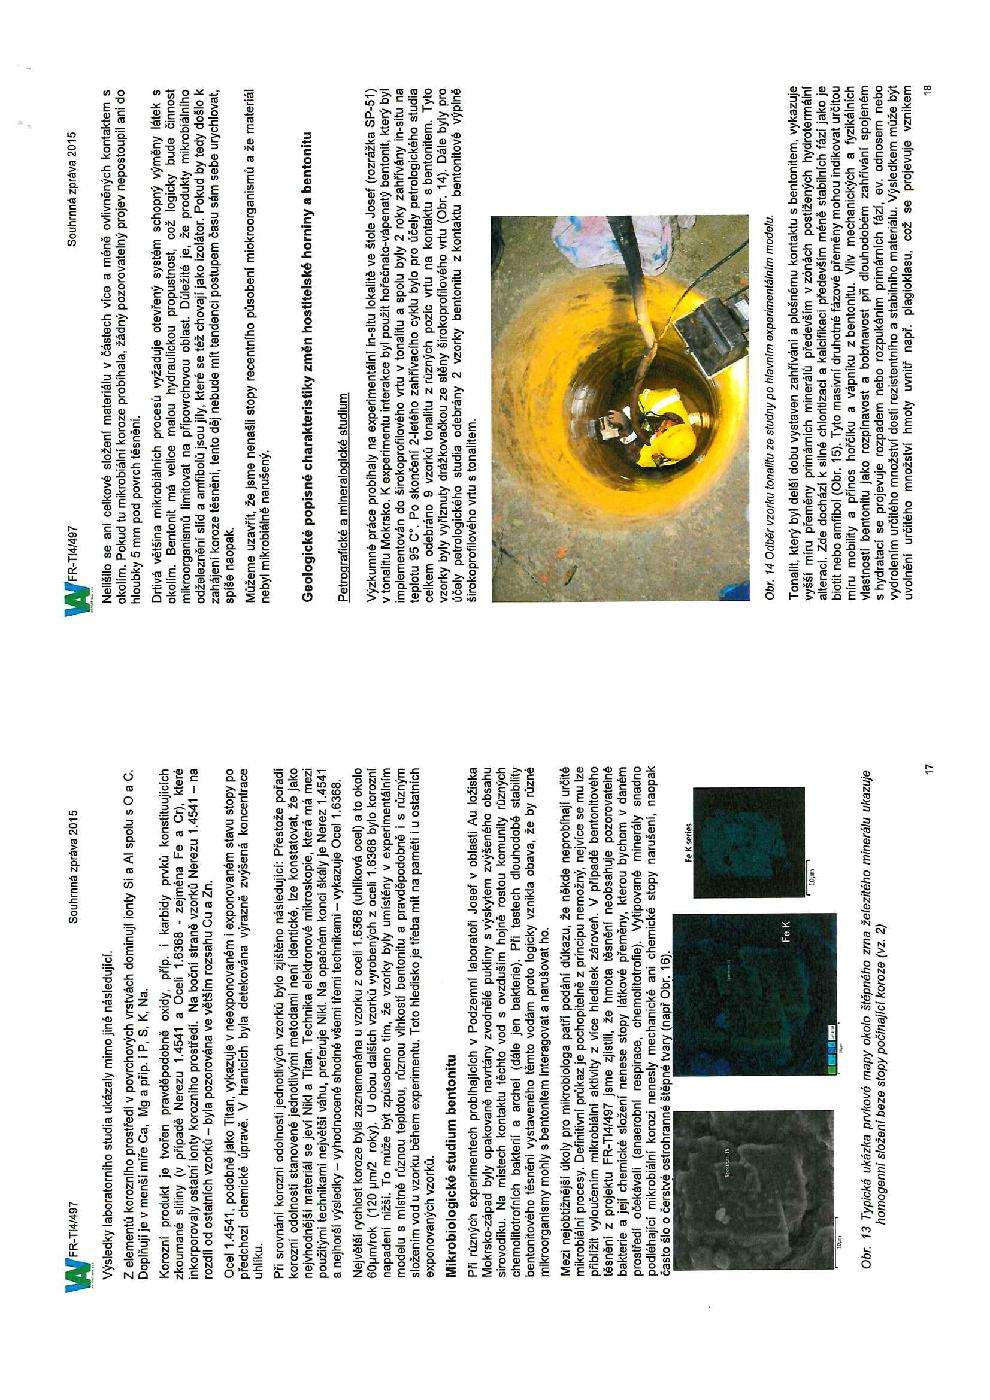 FR-TI4/497
Souhrnná zpráva 2015
Výsledky laboratorního studia ukázaly mimo jiné následující.
Z elementů korozního prostředí v povrchových vrstvách dominují ionty Si a Al spolu s O a C.
Doplňují je v menší míře Ca, Mg a příp. i P, S, K, Na.
Korozní produkt je tvořen pravděpodobně oxidy, příp. i karbidy prvků konstituujících
zkoumané slitiny (v případě Nerezu 1.4541 a Oceli 1.6368 - zejména Fe a Cr), které
inkorporovaly ostatní ionty korozního prostředí. Na boční straně vzorků Nerezu 1.4541 – na
rozdíl od ostatních vzorků – byla pozorována ve větším rozsahu Cu a Zn.
Ocel 1.4541, podobně jako Titan, vykazuje v neexponovaném i exponovaném stavu stopy po
předchozí chemické úpravě. V hranicích byla detekována výrazně zvýšená koncentrace
uhlíku.
Při srovnání korozní odolnosti jednotlivých vzorků bylo zjištěno následující: Přestože pořadí
korozní odolnosti stanovené jednotlivými metodami není identické, lze konstatovat, že jako
nejvhodnější materiál se jeví Nikl a Titan. Technika elektronové mikroskopie, která má mezi
použitými technikami největší váhu, preferuje Nikl. Na opačném konci škály je Nerez 1.4541
a nejhorší výsledky – vyhodnocené shodně všemi třemi technikami – vykazuje Ocel 1.6368.
Největší rychlost koroze byla zaznamenána u vzorku z oceli 1.6368 (uhlíkové ocel) a to okolo
60µm/rok (120 µm/2 roky). U obou dalších vzorků vyrobených z oceli 1.6368 bylo korozní
napadení nižší. To může být způsobeno tím, že vzorky byly umístěny v experimentálním
modelu s místně různou teplotou, různou vlhkostí bentonitu a pravděpodobně i s různým
složením vod u vzorku během experimentu. Toto hledisko je třeba mít na paměti i u ostatních
exponovaných vzorků.
Mikrobiologické studium bentonitu
Při různých experimentech probíhajících v Podzemní laboratoři Josef v oblasti Au ložiska
Mokrsko-západ byly opakovaně navrtány zvodnělé pukliny s výskytem zvýšeného obsahu
sirovodíku. Na místech kontaktu těchto vod s ovzduším hojně rostou komunity různých
chemolitotrofních bakterií a archeí (dále jen bakterie). Při testech dlouhodobé stability
bentonitového těsnění vystaveného těmto vodám proto logicky vznikla obava, že by různé
mikroorganismy mohly s bentonitem interagovat a narušovat ho.
Mezi nejobtížnější úkoly pro mikrobiologa patří podání důkazu, že někde neprobíhají určité
mikrobiální procesy. Definitivní průkaz je pochopitelně z principu nemožný, nejvíce se mu lze
přiblížit vyloučením mikrobiální aktivity z více hledisek zároveň. V případě bentonitového
těsnění z projektu FR-TI4/497 jsme zjistili, že hmota těsnění neobsahuje pozorovatelné
bakterie a její chemické složení nenese stopy látkové přeměny, kterou bychom v daném
prostředí očekávali (anaerobní respirace, chemolitotrofie). Vytipované minerály snadno
podléhající mikrobiální korozi nenesly mechanické ani chemické stopy narušení, naopak
často šlo o čerstvé ostrohranné štěpné tvary (např Obr. 16).
Fe K
Fe K series
10µm
Obr. 13 Typická ukázka prvkové mapy okolo štěpného zrna železitého minerálu ukazuje
homogenní složení beze stopy počínající koroze (vz. 2)
17
FR-TI4/497
Souhrnná zpráva 2015
Nelišilo se ani celkové složení materiálu v částech více a méně ovlivněných kontaktem s
okolím. Pokud tu mikrobiální koroze probíhala, žádný pozorovatelný projev nepostoupil ani do
hloubky 5 mm pod povrch těsnění.
Drtivá většina mikrobiálních procesů vyžaduje otevřený systém schopný výměny látek s
okolím. Bentonit má velice malou hydraulickou propustnost, což logicky bude činnost
mikroorganismů limitovat na připovrchovou oblast. Důležité je, že produkty mikrobiálního
odželeznění slíd a amfibolů jsou jíly, které se též chovají jako izolátor. Pokud by tedy došlo k
zahájení koroze těsnění, tento děj nebude mít tendenci postupem času sám sebe urychlovat,
spíše naopak.
Můžeme uzavřít, že jsme nenašli stopy recentního působení mikroorganismů a že materiál
nebyl mikrobiálně narušený.
Geologické popisné charakteristiky změn hostitelské horniny a bentonitu
Petrografické a mineralogické studium
Výzkumné práce probíhaly na experimentální in-situ lokalitě ve štole Josef (rozrážka SP-51)
v tonalitu Mokrsko. K experimentu interakce byl použit hořečnato-vápenatý bentonit, který byl
implementován do širokoprofilového vrtu v tonalitu a spolu byly 2 roky zahřívány in-situ na
teplotu 95 C°. Po skončení 2-letého zahřívacího cyklu bylo pro účely petrologického studia
celkem odebráno 9 vzorků tonalitu z různých pozic vrtu na kontaktu s bentonitem. Tyto
vzorky byly vyříznuty drážkovačkou ze stěny širokoprofilového vrtu (Obr. 14). Dále byly pro
účely petrologického studia odebrány 2 vzorky bentonitu z kontaktu bentonitové výplně
širokoprofilového vrtu s tonalitem.
Obr. 14 Odběr vzorku tonalitu ze studny po hlavním experimentálním modelu.
Tonalit, který byl delší dobu vystaven zahřívání a plošnému kontaktu s bentonitem, vykazuje
vyšší míru přeměny primárních minerálů především v zónách postižených hydrotermální
alterací. Zde dochází k silné chloritizaci a kalcifikaci především méně stabilních fází jako je
biotit nebo amfibol (Obr. 15). Tyto masivní druhotné fázové přeměny mohou indikovat určitou
míru mobility a přínos hořčíku a vápníku z bentonitu. Vliv mechanických a fyzikálních
vlastností bentonitu jako rozpínavost a bobtnavost při dlouhodobém zahřívání spojeném
s hydratací se projevuje rozpadem nebo rozpukáním primárních fází, ev. odnosem nebo
vydrolením určitého množství dosti rezistentního a stabilního materiálu. Výsledkem může být
uvolnění určitého množství hmoty uvnitř např. plagioklasu, což se projevuje vznikem
18